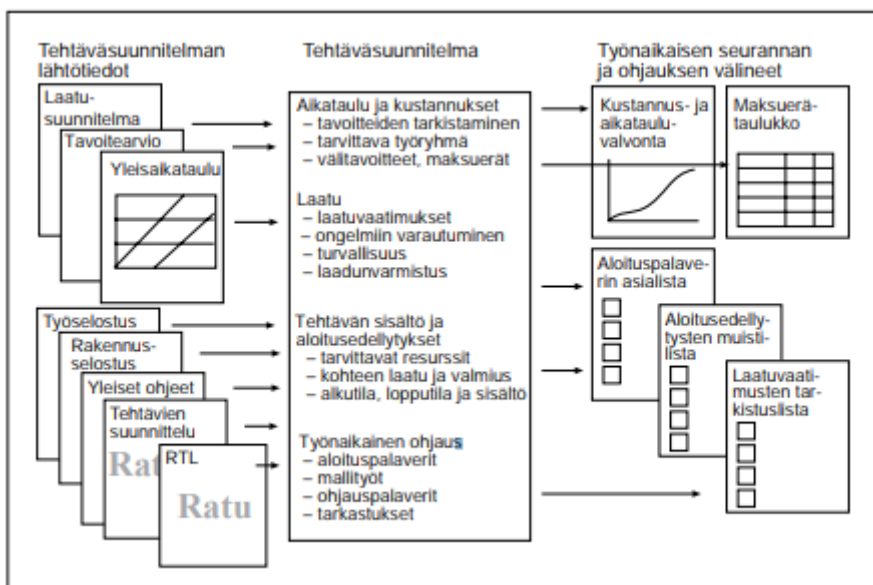 Tehtäväsuunnitelman
lähtötiedot
Laatu-
suunnitelma
Tavoitearvio
Yleisaikataulu
Työselostus
Rakennus-
selostus
Yleiset ohjeet
Tehtävien
suunnittelu
Rat
RTL
Ratu
Tehtäväsuunnitelma
Aikataulu ja kustannukset
– tavoitteiden tarkistaminen
– tarvittava työryhmä
– välitavoitteet, maksuerät
Laatu
– laatuvaatimukset
– ongelmiin varautuminen
– turvallisuus
– laadunvarmistus
Tehtävän sisältö ja
aloitusedellytykset
– tarvittavat resurssit
– kohteen laatu ja valmius
– alkutila, lopputila ja sisältö
Työnaikainen ohjaus
– aloituspalaverit
– mallityöt
– ohjauspalaverit
– tarkastukset
Työnaikaisen seurannan
ja ohjauksen välineet
Kustannus- ja
aikataulu-
valvonta
Maksuerä-
taulukko
Aloituspalave-
rin asialista
Aloitusedelly-
tysten muisti-
lista
Laatuvaati-
musten tar-
kistuslista